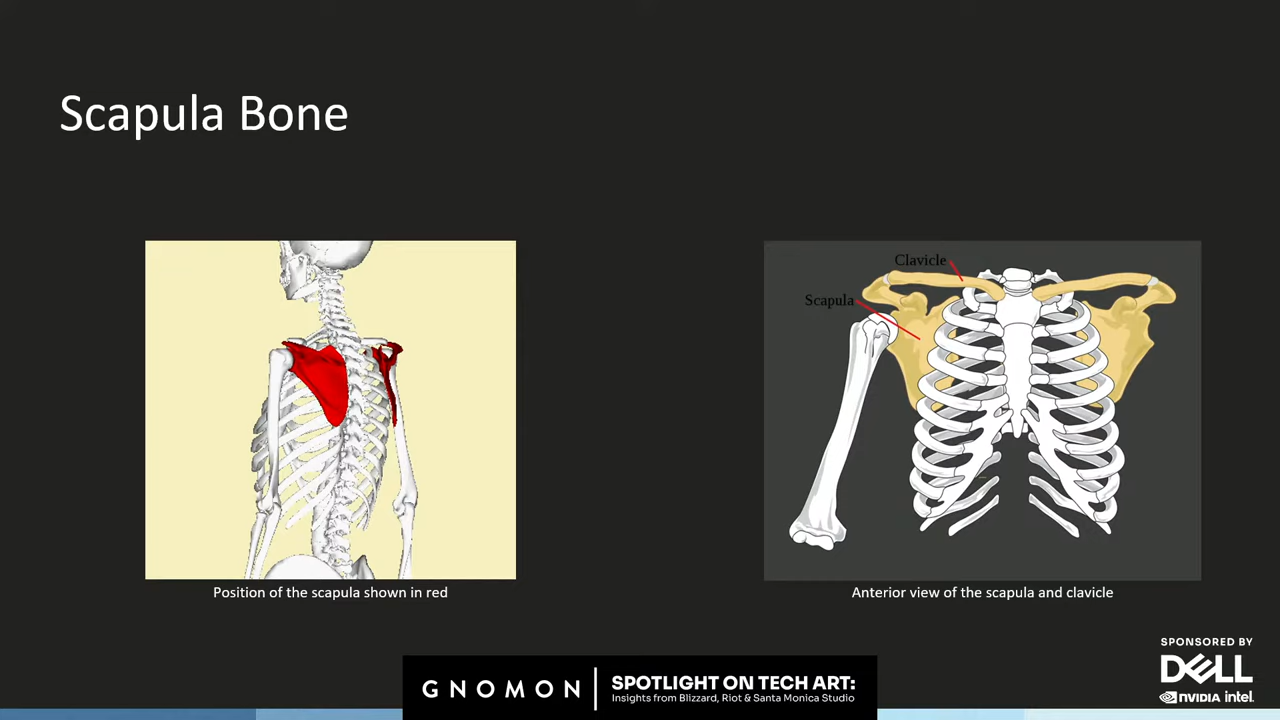 Scapula Bone
Clavicle
Scapula
Position of the scapula shown in red
Anterior view of the scapula and clavicle
SPONSORED BY
DELL
NVIDIA intel.
GNOMON
SPOTLIGHT ON TECH ART:
Insights from Blizzard, Riot & Santa Monica Studio